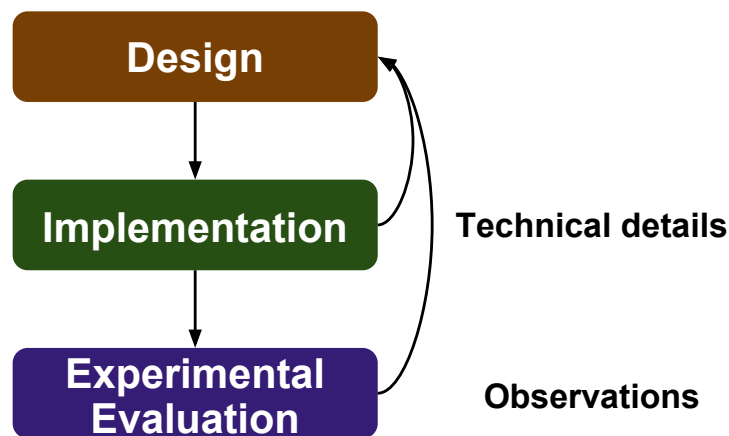 Design
Implementation
Technical details
Experimental
Evaluation
Observations